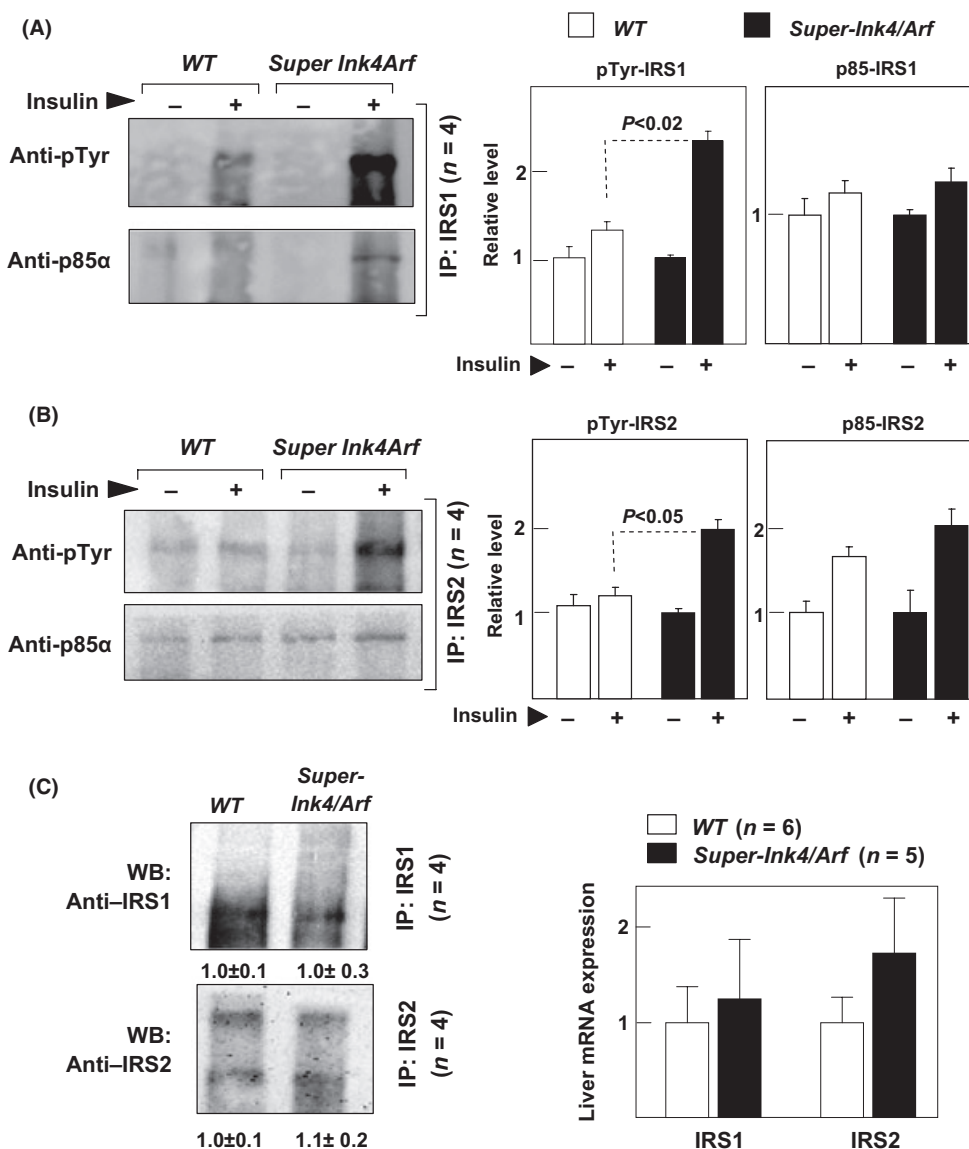 (A)
WT
Super-Ink4/Arf
WT
Super Ink4Arf
Insulin
– + – +
Anti-pTyr
Anti-p85α
IP: IRS1 (n = 4)
pTyr-IRS1
P<0.02
Relative level
2
1
Insulin
– + – +
p85-IRS1
1
– + – +
(B)
WT
Super Ink4Arf
Insulin
– + – +
Anti-pTyr
Anti-p85α
IP: IRS2 (n = 4)
pTyr-IRS2
P<0.05
Relative level
2
1
Insulin
– + – +
p85-IRS2
2
1
– + – +
(C)
WT
Super-
Ink4/Arf
WB:
Anti–IRS1
IP: IRS1
(n = 4)
1.0±0.1 1.0± 0.3
WB:
Anti–IRS2
IP: IRS2
(n = 4)
1.0±0.1 1.1± 0.2
WT (n = 6)
Super-Ink4/Arf (n = 5)
Liver mRNA expression
2
1
IRS1 IRS2